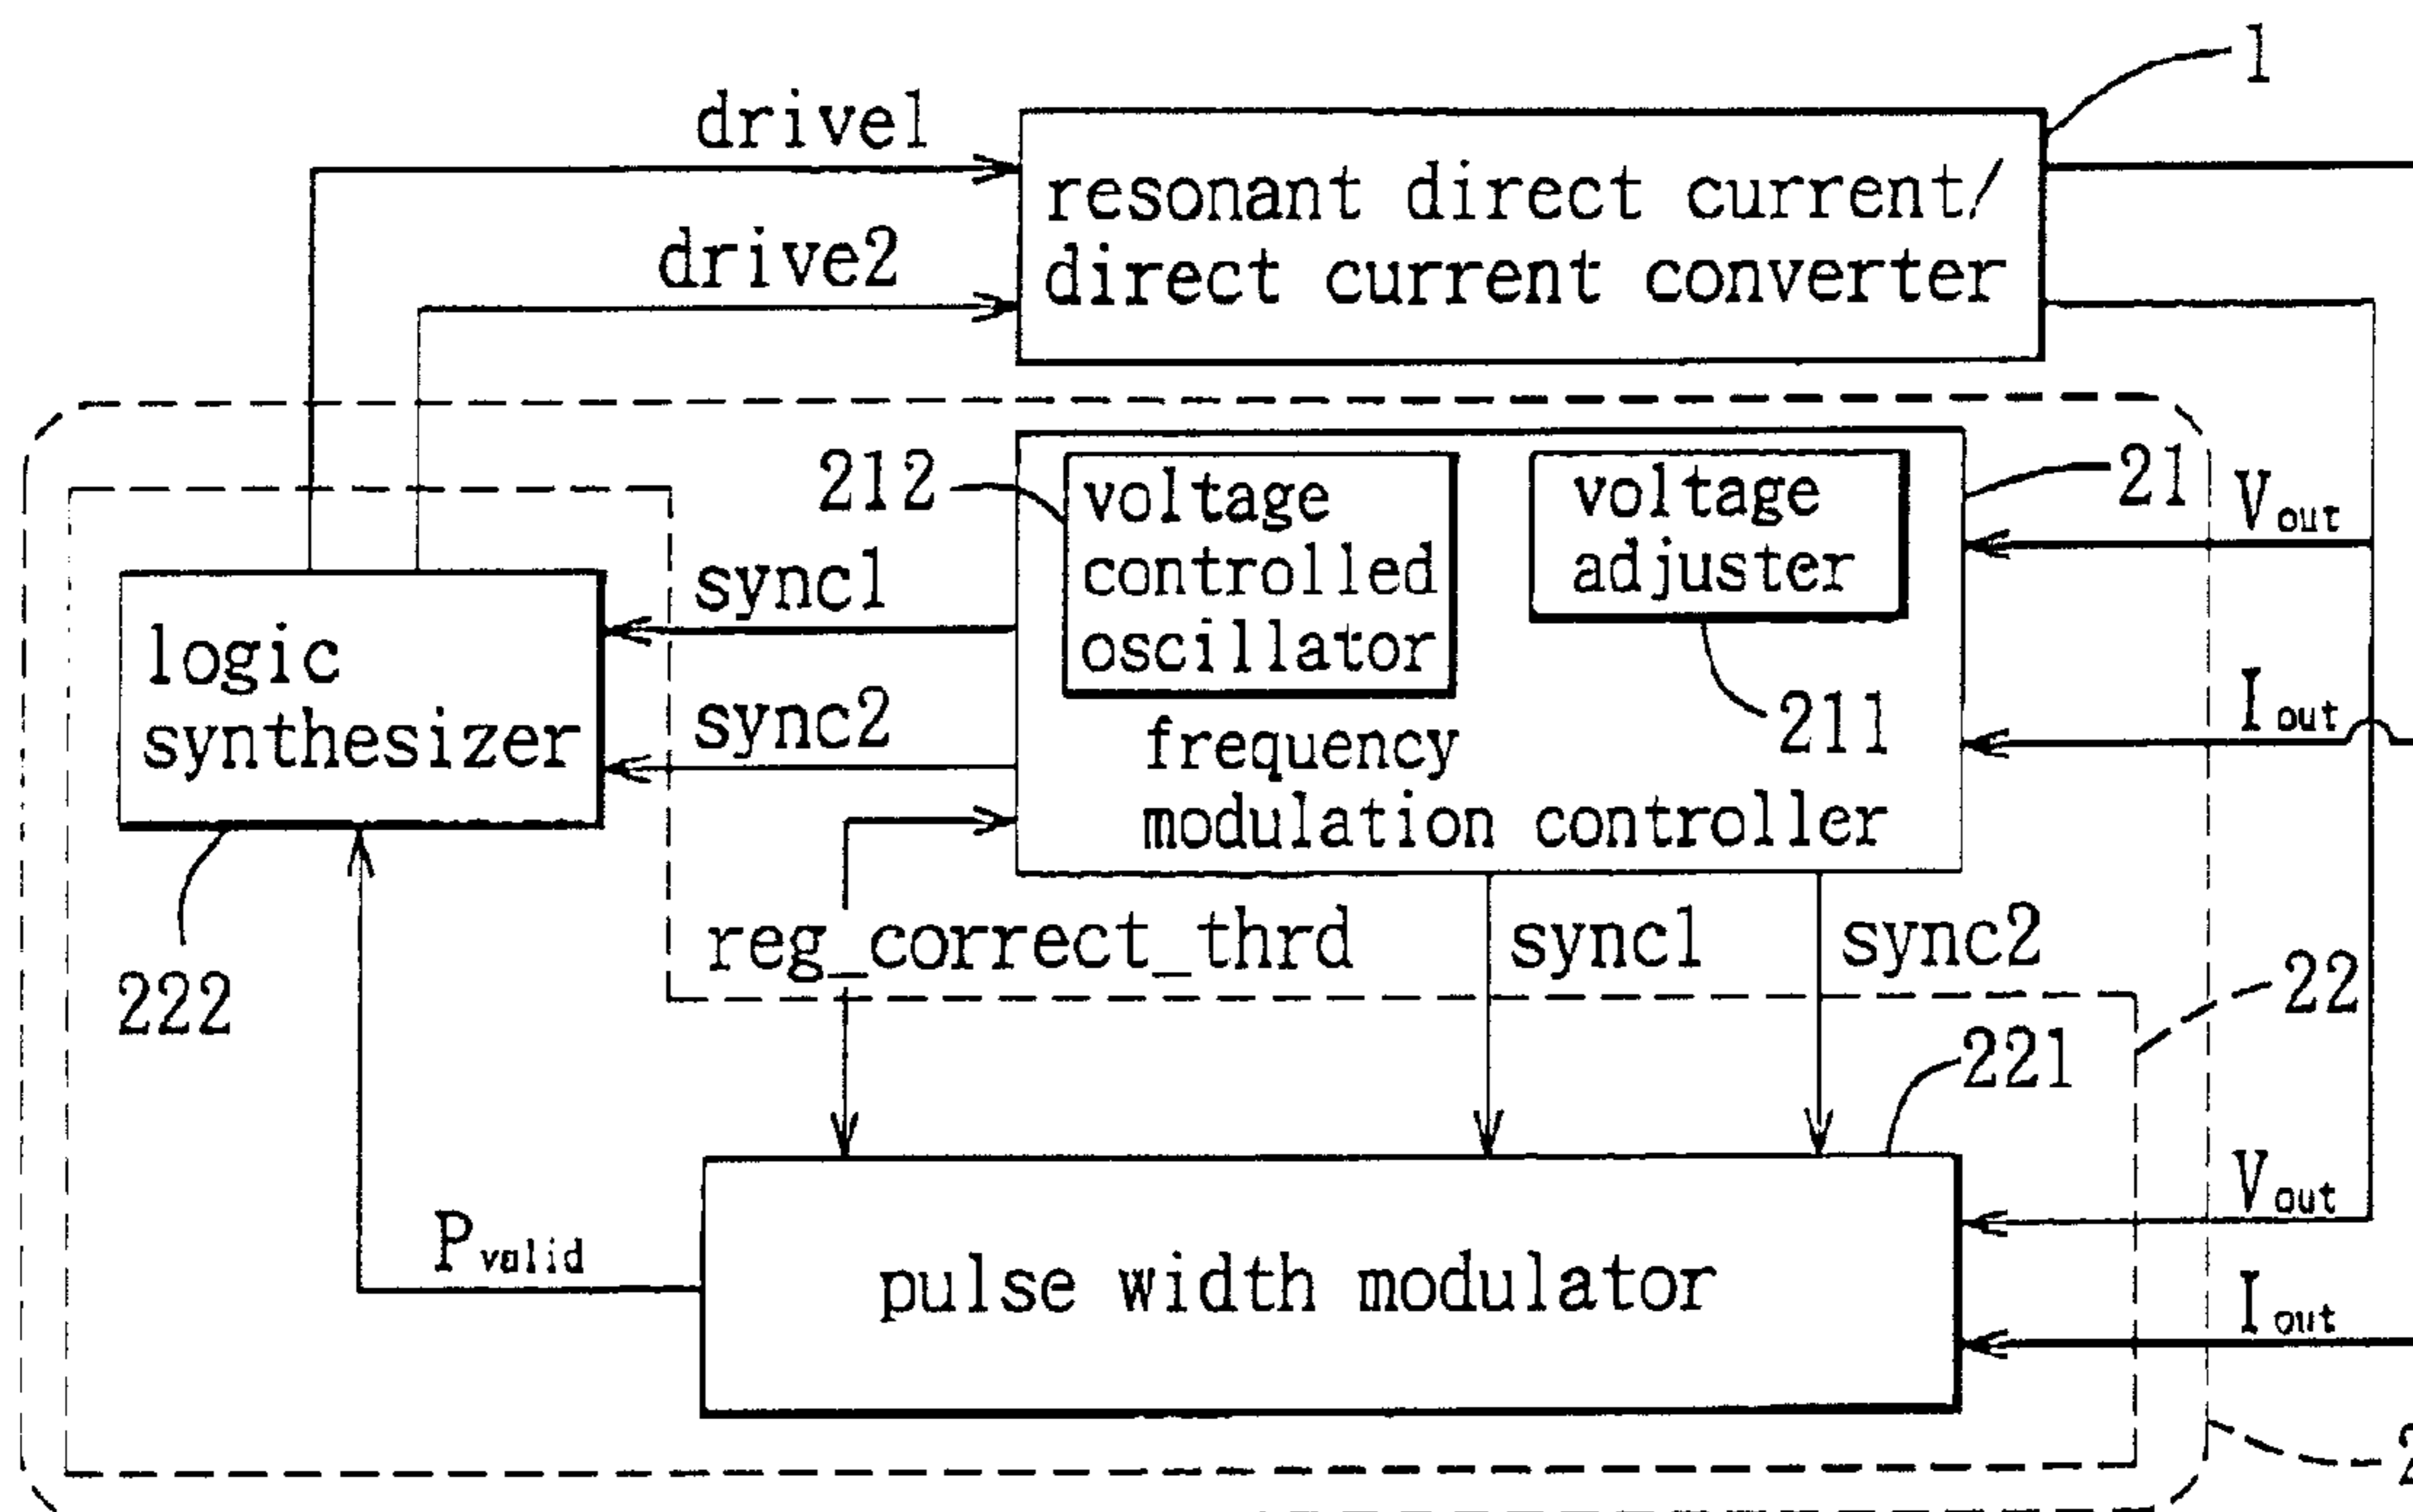 1
drive1
resonant direct current/
direct current converter
drive2
212
voltage
controlled
oscillator
voltage
adjuster
21
Vout
sync1
logic
synthesizer
sync2
211
Iout
frequency
modulation controller
reg_correct_thrd
sync1
sync2
222
22
221
Vout
Pvalid
pulse width modulator
Iout
2